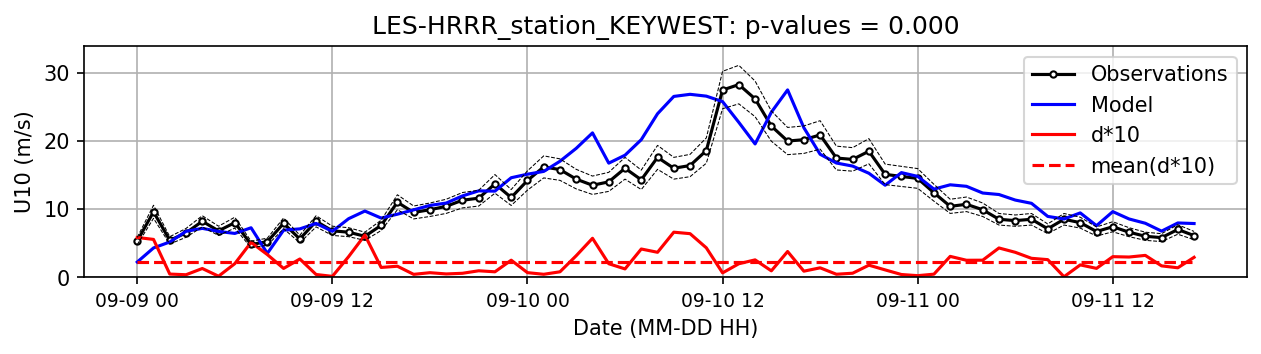 LES-HRRR_station_KEYWEST: p-values = 0.000
U10 (m/s)
30
20
10
0
Observations
Model
d*10
mean(d*10)
09-09 00
09-09 12
09-10 00
09-10 12
09-11 00
09-11 12
Date (MM-DD HH)